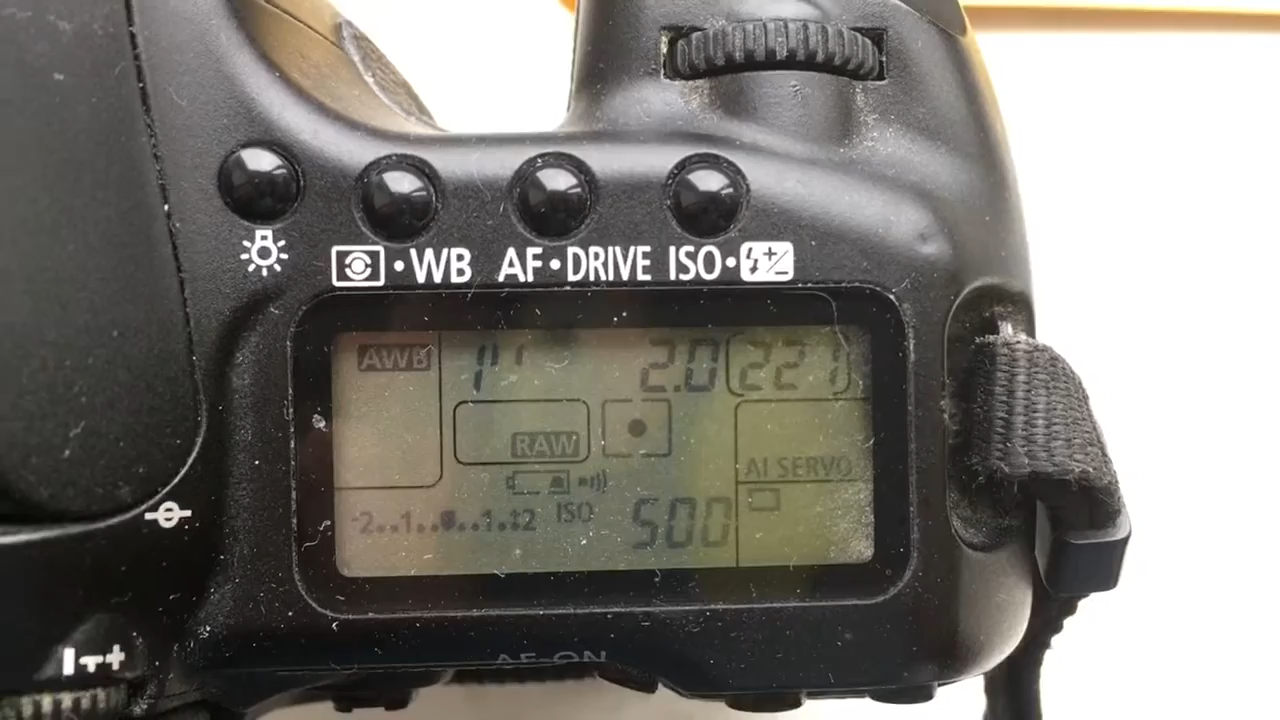 WB AF•DRIVE ISO•
AWB 1" 2.0 221
RAW
AI SERVO
-2..1..0..1.:+2 ISO 500
AF-ON